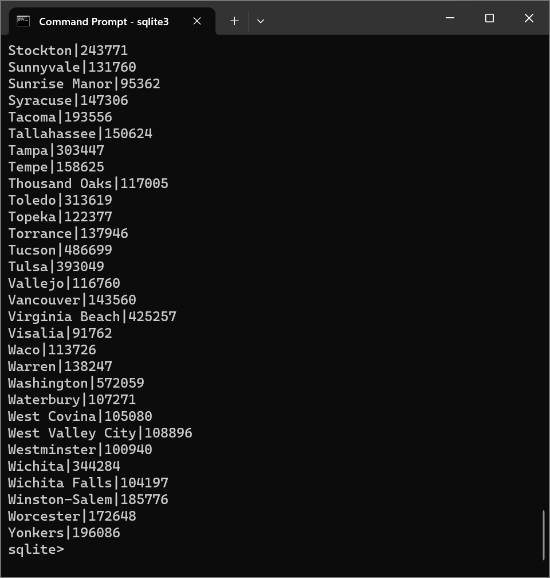 Command Prompt - sqlite3
Stockton|243771
Sunnyvale|131760
Sunrise Manor|95362
Syracuse|147306
Tacoma|193556
Tallahassee|150624
Tampa|303447
Tempe|158625
Thousand Oaks|117005
Toledo|313619
Topeka|122377
Torrance|137946
Tucson|486699
Tulsa|393049
Vallejo|116760
Vancouver|143560
Virginia Beach|425257
Visalia|91762
Waco|113726
Warren|138247
Washington|572059
Waterbury|107271
West Covina|105080
West Valley City|108896
Westminster|100940
Wichita|344284
Wichita Falls|104197
Winston-Salem|185776
Worcester|172648
Yonkers|196086
sqlite>